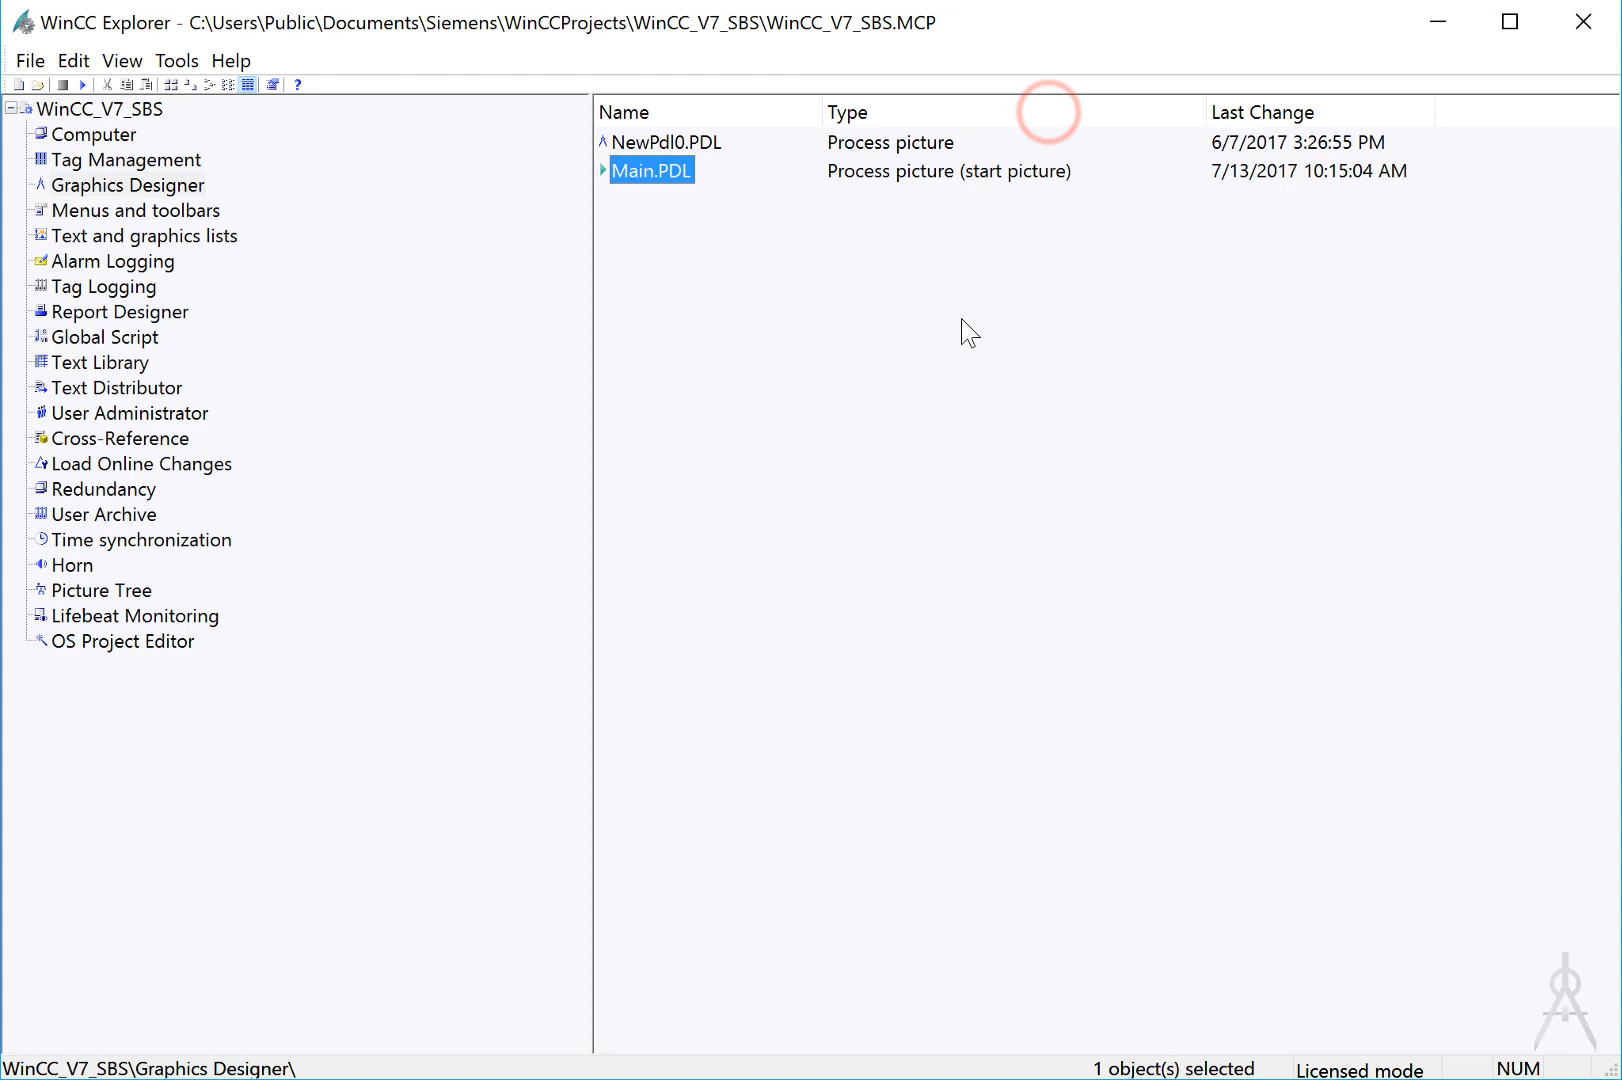 WinCC Explorer - C:\Users\Public\Documents\Siemens\WinCCProjects\WinCC_V7_SBS\WinCC_V7_SBS.MCP
File Edit View Tools Help
?
WinCC_V7_SBS
Computer
Tag Management
Graphics Designer
Menus and toolbars
Text and graphics lists
Alarm Logging
Tag Logging
Report Designer
Global Script
Text Library
Text Distributor
User Administrator
Cross-Reference
Load Online Changes
Redundancy
User Archive
Time synchronization
Horn
Picture Tree
Lifebeat Monitoring
OS Project Editor
Name Type Last Change
NewPdl0.PDL Process picture 6/7/2017 3:26:55 PM
Main.PDL Process picture (start picture) 7/13/2017 10:15:04 AM
WinCC_V7_SBS\Graphics Designer\ 1 object(s) selected Licensed mode NUM